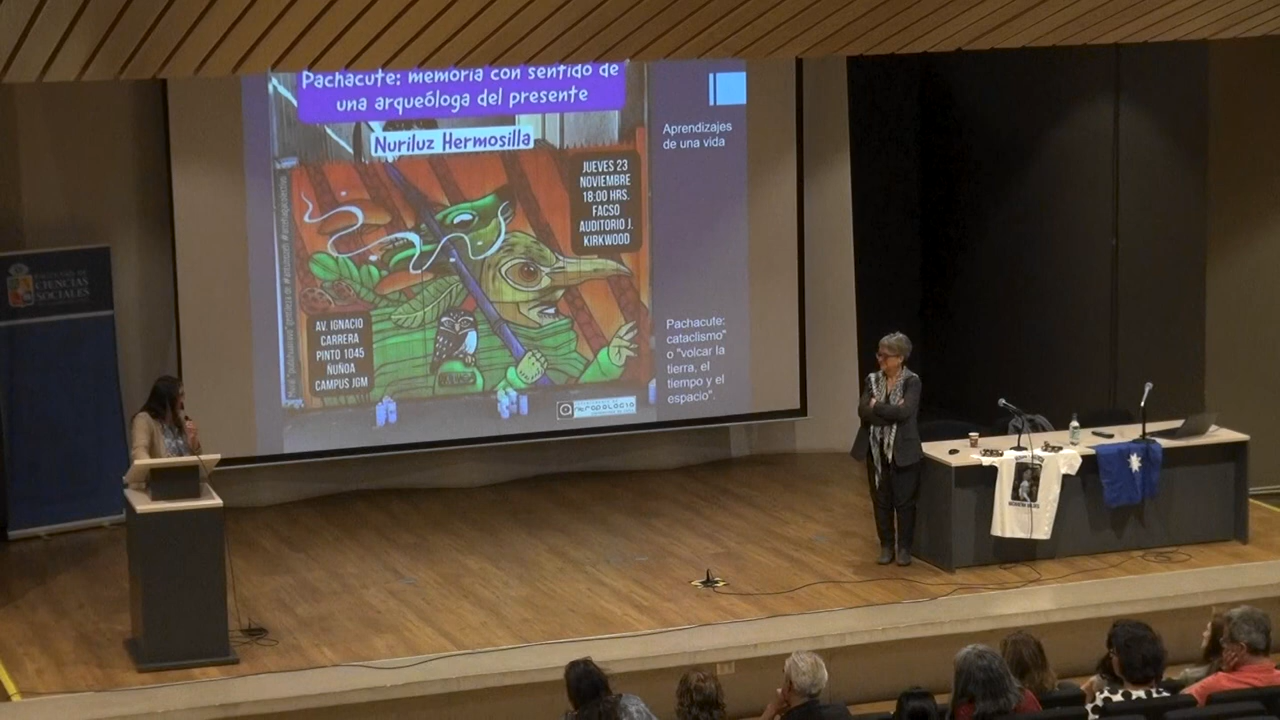 Pachacute: memoria con sentido de
una arqueóloga del presente
Nuriluz Hermosilla
JUEVES 23
NOVIEMBRE
18:00 HRS.
FACSO
AUDITORIO J.
KIRKWOOD
AV. IGNACIO
CARRERA
PINTO 1045
ÑUÑOA
CAMPUS JGM
Aprendizajes
de una vida
Pachacute:
cataclismo"
o "volcar la
tierra, el
tiempo y el
espacio".
FACULTAD DE
CIENCIAS
SOCIALES